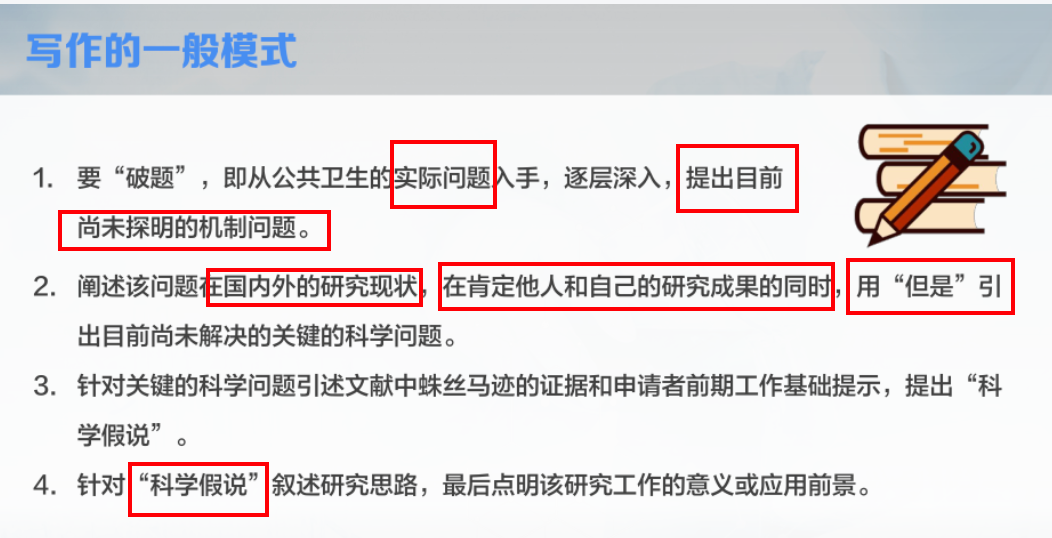 写作的一般模式
1. 要“破题”，即从公共卫生的实际问题入手，逐层深入，提出目前
尚未探明的机制问题。
2. 阐述该问题在国内外的研究现状，在肯定他人和自己的研究成果的同时，用“但是”引
出目前尚未解决的关键的科学问题。
3. 针对关键的科学问题引述文献中蛛丝马迹的证据和申请者前期工作基础提示，提出“科
学假说”。
4. 针对“科学假说”叙述研究思路，最后点明该研究工作的意义或应用前景。